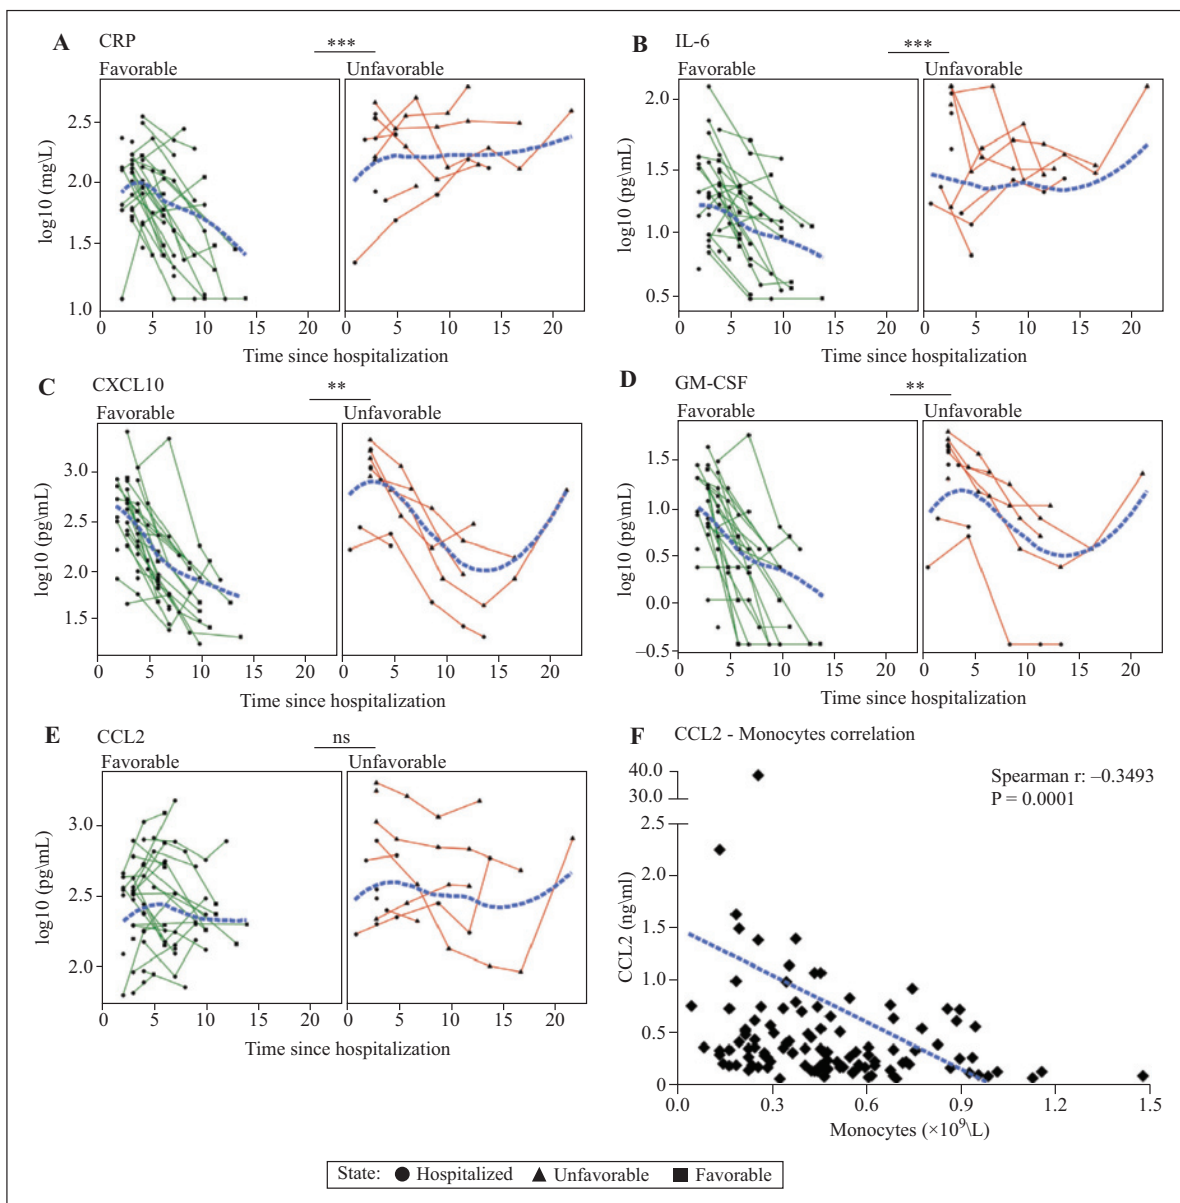 A CRP ***
Favorable Unfavorable
log10 (mg\L)
2.5
2.0
1.5
1.0
0 5 10 15 20 0 5 10 15 20
Time since hospitalization
B IL-6 ***
Favorable Unfavorable
log10 (pg\mL)
2.0
1.5
1.0
0.5
0 5 10 15 20 0 5 10 15 20
Time since hospitalization
C CXCL10 **
Favorable Unfavorable
log10 (pg\mL)
3.0
2.5
2.0
1.5
0 5 10 15 20 0 5 10 15 20
Time since hospitalization
D GM-CSF **
Favorable Unfavorable
log10 (pg\mL)
1.5
1.0
0.5
0.0
–0.5
0 5 10 15 20 0 5 10 15 20
Time since hospitalization
E CCL2 ns
Favorable Unfavorable
log10 (pg\mL)
3.0
2.5
2.0
0 5 10 15 20 0 5 10 15 20
Time since hospitalization
F CCL2 - Monocytes correlation
Spearman r: –0.3493
P = 0.0001
CCL2 (ng\ml)
40.0
30.0
2.5
2.0
1.5
1.0
0.5
0
0.0 0.3 0.6 0.9 1.2 1.5
Monocytes (×10⁹\L)
State: Hospitalized Unfavorable Favorable